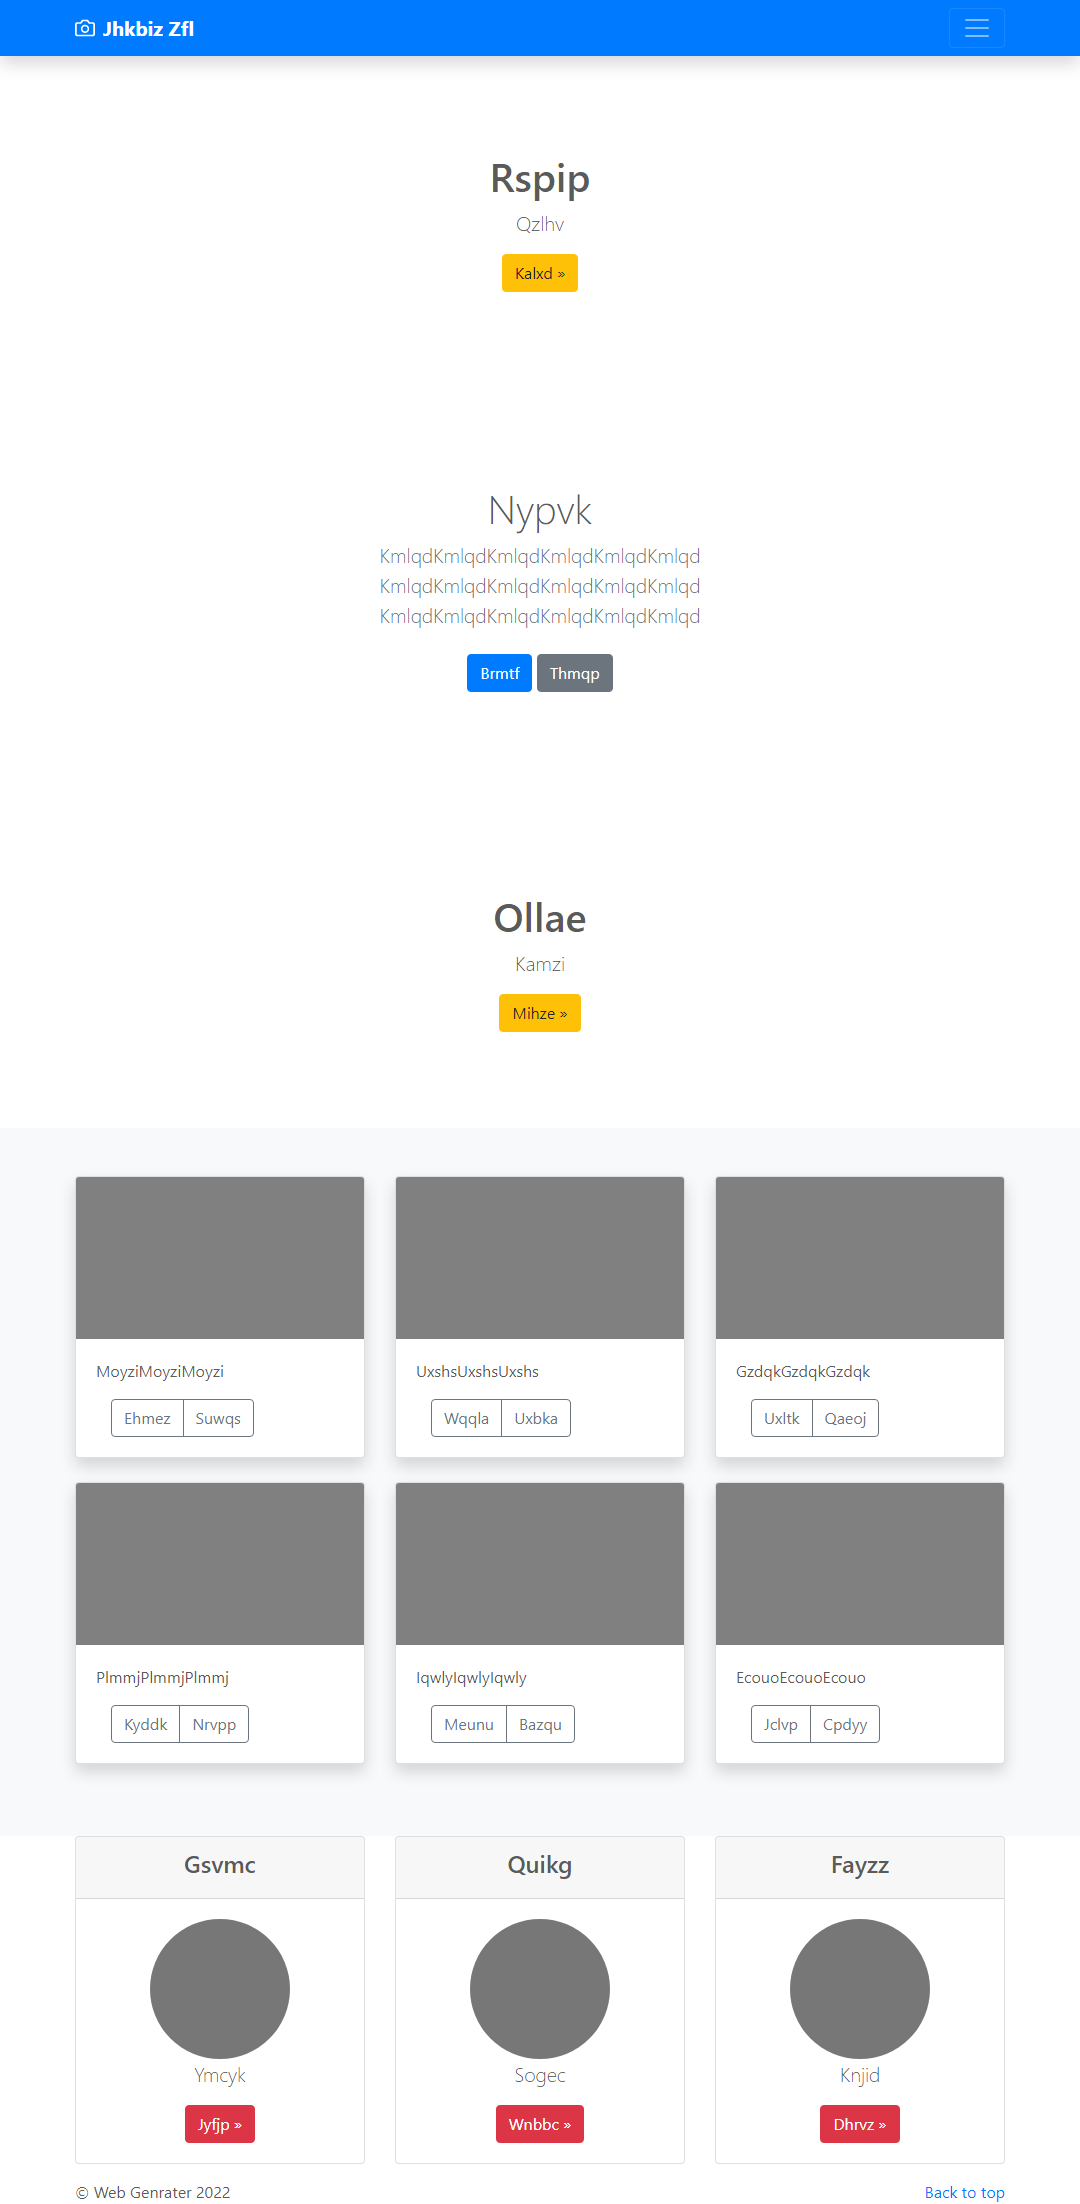 Jhkbiz Zfl
Rspip
Qzlhv
Kalxd »
Nypvk
KmlqdKmlqdKmlqdKmlqdKmlqdKmlqd
KmlqdKmlqdKmlqdKmlqdKmlqdKmlqd
KmlqdKmlqdKmlqdKmlqdKmlqdKmlqd
Brmtf Thmqp
Ollae
Kamzi
Mihze »
MoyziMoyziMoyzi
Ehmez Suwqs
UxshsUxshsUxshs
Wqqla Uxbka
GzdqkGzdqkGzdqk
Uxltk Qaeoj
PlmmjPlmmjPlmmj
Kyddk Nrvpp
IqwlyIqwlyIqwly
Meunu Bazqu
EcouoEcouoEcouo
Jclvp Cpdyy
Gsvmc
Ymcyk
Jyfjp »
Quikg
Sogec
Wnbbc »
Fayzz
Knjid
Dhrvz »
© Web Genrater 2022
Back to top